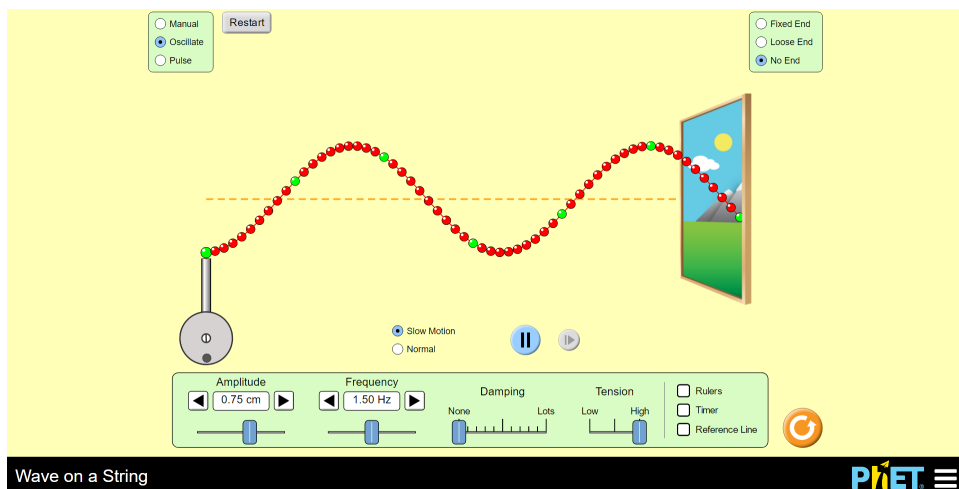 Manual
Oscillate
Pulse
Restart
Fixed End
Loose End
No End
Slow Motion
Normal
Amplitude
0.75 cm
Frequency
1.50 Hz
Damping
None
Lots
Tension
Low
High
Rulers
Timer
Reference Line
Wave on a String
PhET